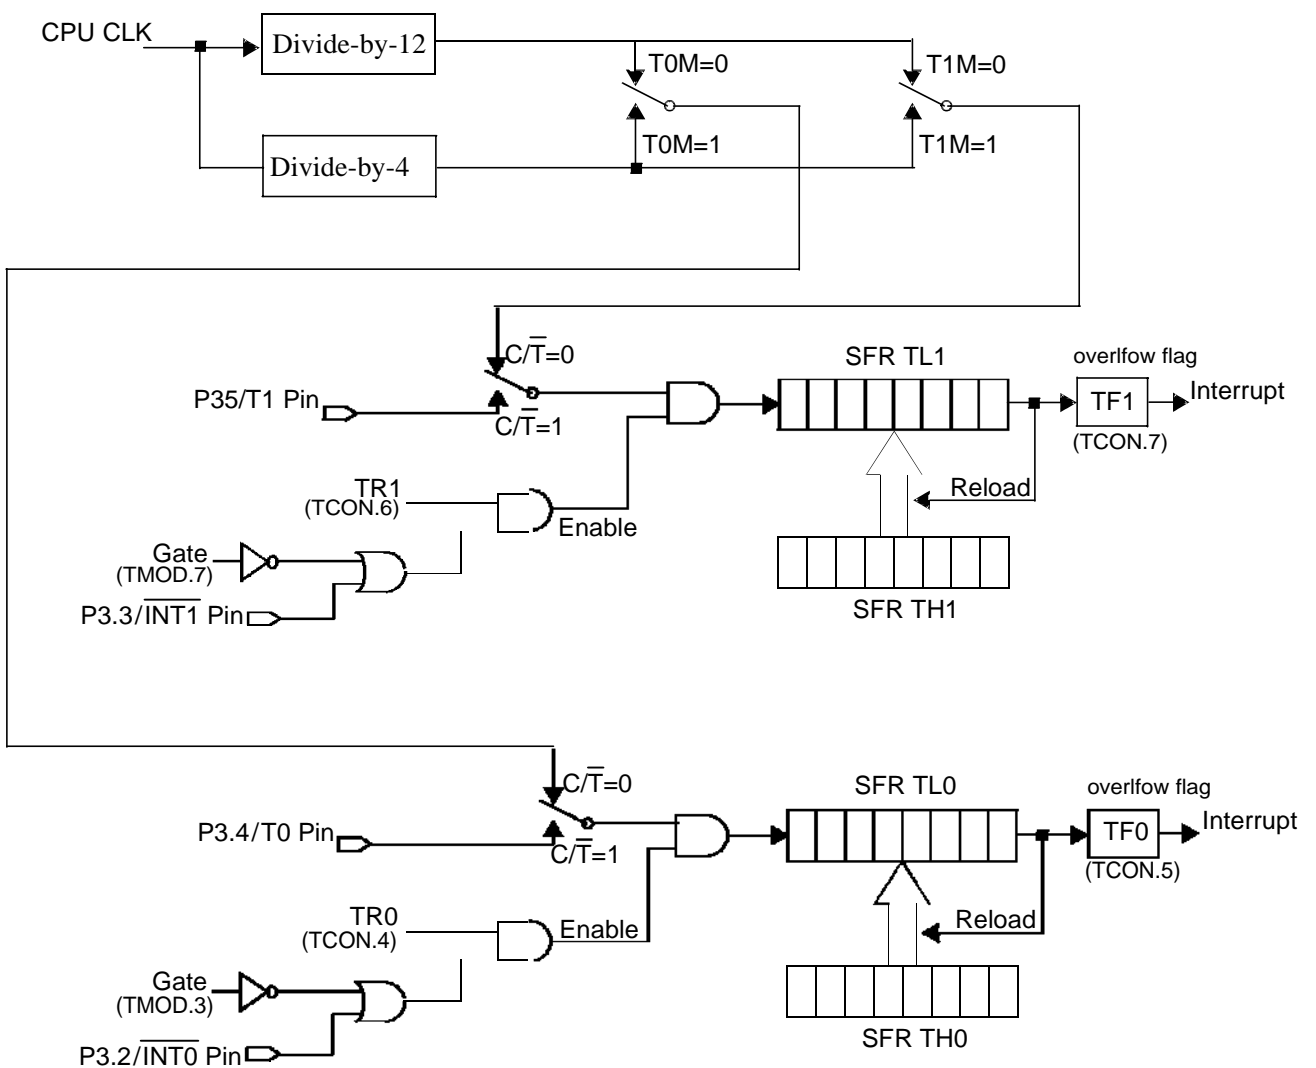 CPU CLK
Divide-by-12
T0M=0
T1M=0
T0M=1
T1M=1
Divide-by-4
C/T̅=0
SFR TL1
overlfow flag
P35/T1 Pin
TF1
Interrupt
C/T̅=1
(TCON.7)
TR1
(TCON.6)
Reload
Enable
Gate
(TMOD.7)
P3.3/I̅N̅T̅1̅ Pin
SFR TH1
C/T̅=0
SFR TL0
overlfow flag
P3.4/T0 Pin
TF0
Interrupt
C/T̅=1
(TCON.5)
TR0
(TCON.4)
Reload
Enable
Gate
(TMOD.3)
P3.2/I̅N̅T̅0̅ Pin
SFR TH0